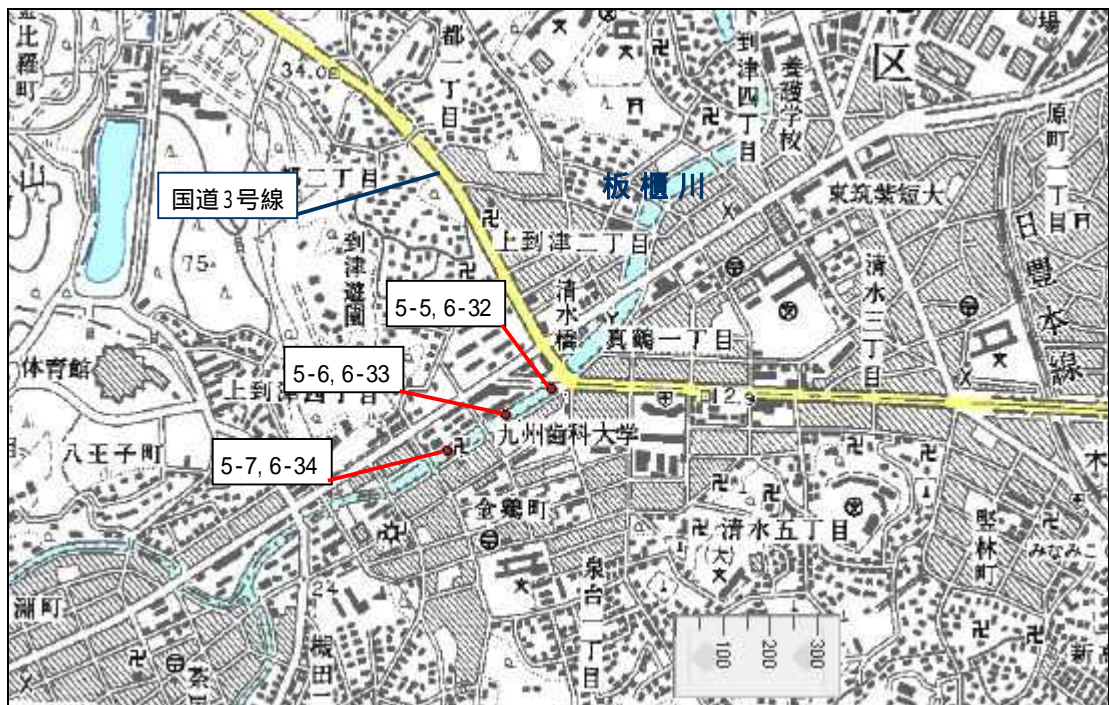 都一丁目
到津四丁目
養護学校
区
場
原町一丁目
34.0
山
国道3号線
二丁目
板櫃川
東筑紫短大
日豊本線
到津遊園
75
上到津二丁目
清水橋
清水三丁目
5-5, 6-32
真鶴一丁目
体育館
5-6, 6-33
上到津四丁目
12.9
九州歯科大学
八王子町
5-7, 6-34
木
金鶏町
清水五丁目
(大)
竪林町
みなみこ
24
泉台一丁目
100
200
300